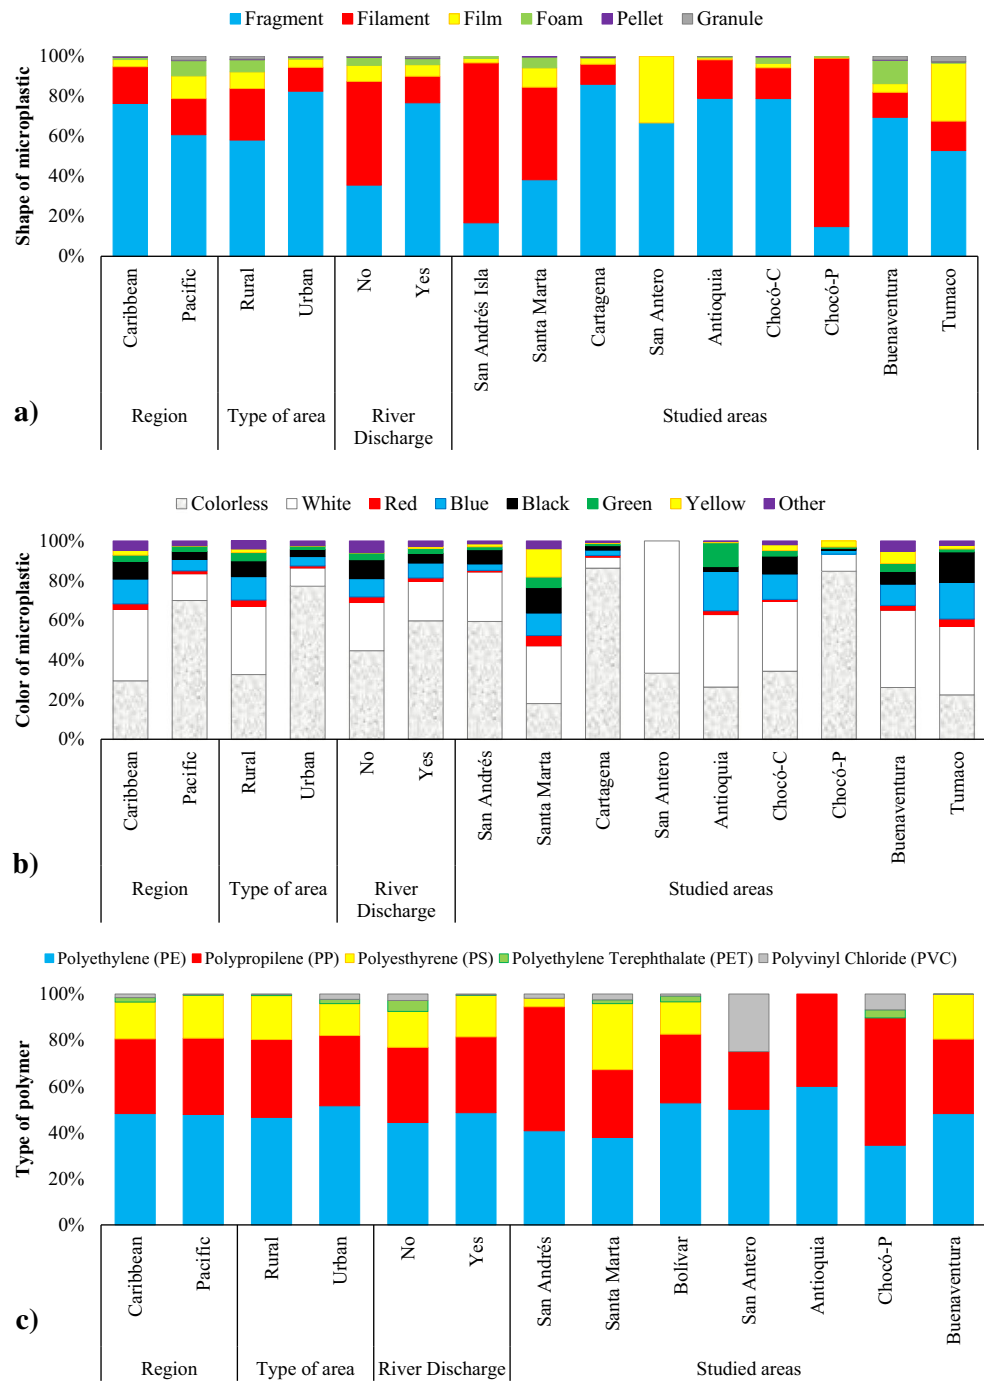 Fragment Filament Film Foam Pellet Granule
Shape of microplastic
100%
80%
60%
40%
20%
0%
Caribbean Pacific Rural Urban No Yes San Andrés Isla Santa Marta Cartagena San Antero Antioquia Chocó-C Chocó-P Buenaventura Tumaco
Region Type of area River Discharge Studied areas
a)
Colorless White Red Blue Black Green Yellow Other
Color of microplastic
100%
80%
60%
40%
20%
0%
Caribbean Pacific Rural Urban No Yes San Andrés Santa Marta Cartagena San Antero Antioquia Chocó-C Chocó-P Buenaventura Tumaco
b)
Region Type of area River Discharge Studied areas
Polyethylene (PE) Polypropilene (PP) Polyesthyrene (PS) Polyethylene Terephthalate (PET) Polyvinyl Chloride (PVC)
Type of polymer
100%
80%
60%
40%
20%
0%
Caribbean Pacific Rural Urban No Yes San Andrés Santa Marta Bolívar San Antero Antioquia Chocó-P Buenaventura
c)
Region Type of area River Discharge Studied areas